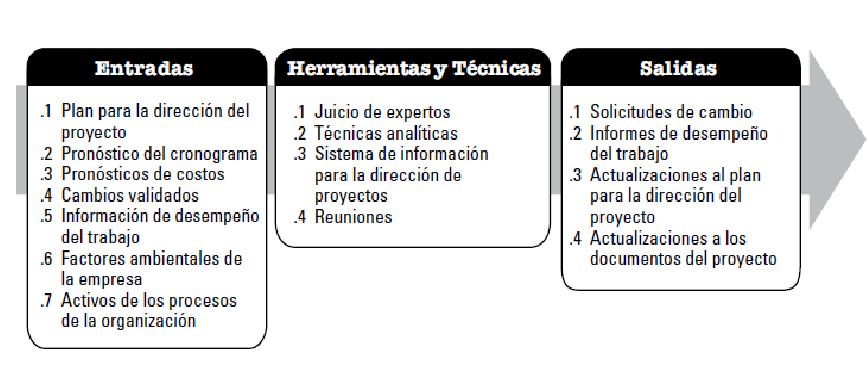 Entradas
.1 Plan para la dirección del
proyecto
.2 Pronóstico del cronograma
.3 Pronósticos de costos
.4 Cambios validados
.5 Información de desempeño
del trabajo
.6 Factores ambientales de
la empresa
.7 Activos de los procesos
de la organización
Herramientas y Técnicas
.1 Juicio de expertos
.2 Técnicas analíticas
.3 Sistema de información
para la dirección de
proyectos
.4 Reuniones
Salidas
.1 Solicitudes de cambio
.2 Informes de desempeño
del trabajo
.3 Actualizaciones al plan
para la dirección del
proyecto
.4 Actualizaciones a los
documentos del proyecto